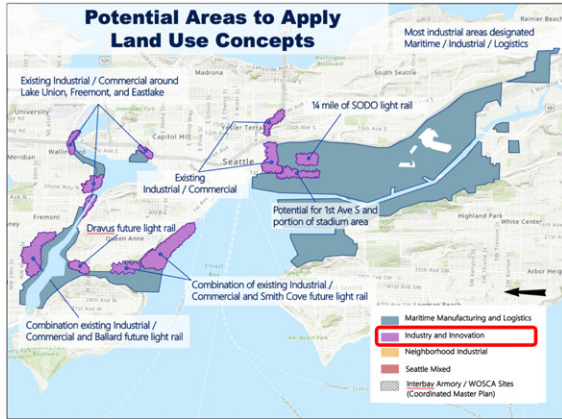 Potential Areas to Apply
Land Use Concepts
Most industrial areas designated
Maritime / Industrial / Logistics
Rainier Beach
Existing Industrial / Commercial around
Lake Union, Fremont, and Eastlake
Madrona
South Seattle
¼ mile of SODO light rail
Yesler Terrace
Capitol Hill
Meridian
Wallingford
Seattle
Existing
Industrial / Commercial
Potential for 1st Ave S and
portion of stadium area
Highland Park
White Center
Fremont
Dravus future light rail
Queen Anne
Arbor Heights
Combination of existing Industrial /
Commercial and Smith Cove future light rail
Combination existing Industrial /
Commercial and Ballard future light rail
Maritime Manufacturing and Logistics
Industry and Innovation
Neighborhood Industrial
Seattle Mixed
Interbay Armory / WOSCA Sites
(Coordinated Master Plan)